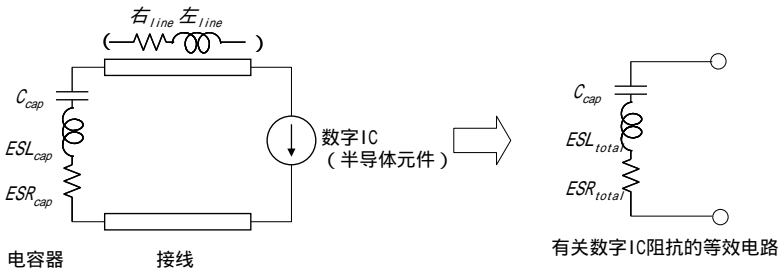 右line 左line
( )
Ccap
ESLcap
ESRcap
数字IC
（半导体元件）
电容器
接线
Ccap
ESLtotal
ESRtotal
有关数字IC阻抗的等效电路